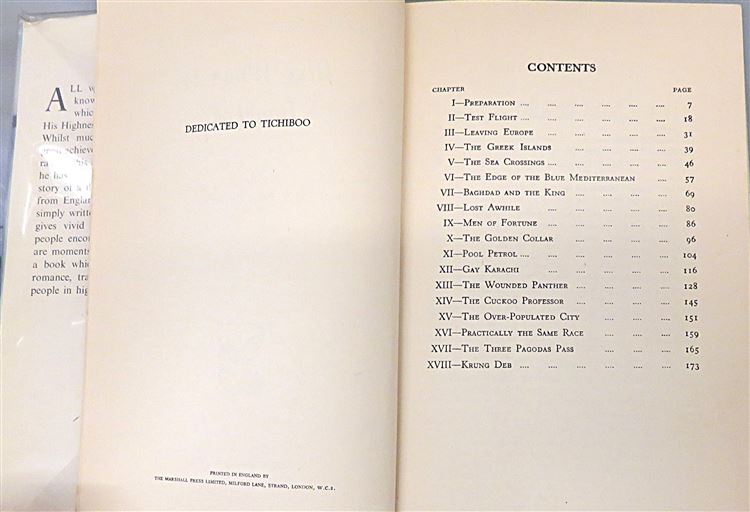 ALL
know
which
His Highnes
Whilst muc
achieve
he has
story of a
from Englan
simply writte
gives vivid
people enco
are moments
a book whic
romance, tra
people in hig
DEDICATED TO TICHIBOO
PRINTED IN ENGLAND BY
THE MARSHALL PRESS LIMITED, MILFORD LANE, STRAND, LONDON, W.C.2.
CONTENTS
CHAPTER PAGE
I—Preparation .... .... .... .... .... 7
II—Test Flight .... .... .... .... .... 18
III—Leaving Europe .... .... .... .... 31
IV—The Greek Islands .... .... .... 39
V—The Sea Crossings .... .... .... .... 46
VI—The Edge of the Blue Mediterranean .... 57
VII—Baghdad and the King .... .... .... 69
VIII—Lost Awhile .... .... .... .... 80
IX—Men of Fortune .... .... .... .... 86
X—The Golden Collar .... .... .... 96
XI—Pool Petrol .... .... .... .... .... 104
XII—Gay Karachi .... .... .... .... 116
XIII—The Wounded Panther .... .... .... 128
XIV—The Cuckoo Professor .... .... .... 145
XV—The Over-Populated City .... .... 151
XVI—Practically the Same Race .... .... 159
XVII—The Three Pagodas Pass .... .... .... 165
XVIII—Krung Deb .... .... .... .... 173